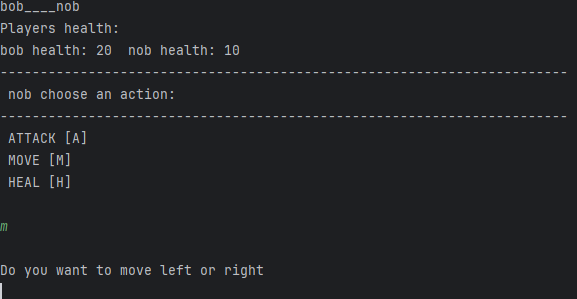 bob____nob
Players health:
bob health: 20  nob health: 10
-----------------------------------------------------------------------
 nob choose an action:
-----------------------------------------------------------------------
 ATTACK [A]
 MOVE [M]
 HEAL [H]
m
Do you want to move left or right